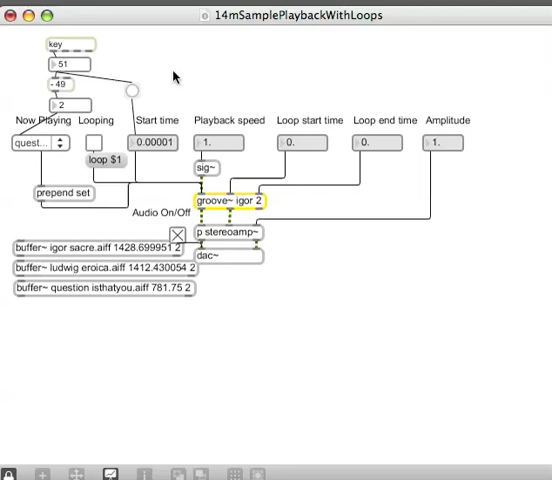 14mSamplePlaybackWithLoops
key
51
- 49
2
Now Playing Looping Start time Playback speed Loop start time Loop end time Amplitude
quest... 0.00001 1. 0. 0. 1.
loop $1
sig~
prepend set
groove~ igor 2
Audio On/Off
p stereoamp~
buffer~ igor sacre.aiff 1428.699951 2
dac~
buffer~ ludwig eroica.aiff 1412.430054 2
buffer~ question isthatyou.aiff 781.75 2